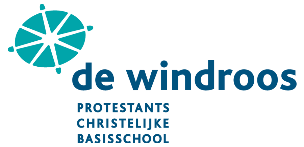 de windroos
PROTESTANTS
CHRISTELIJKE
BASISSCHOOL